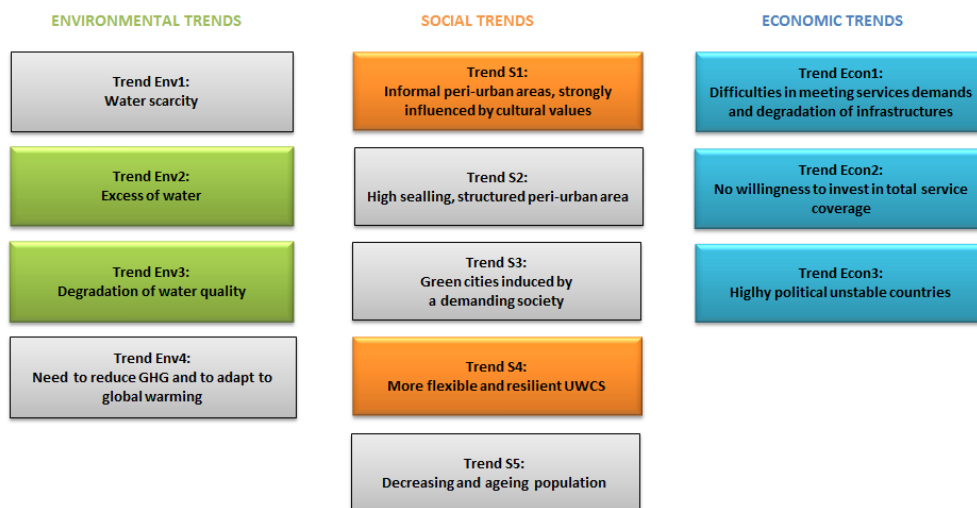 ENVIRONMENTAL TRENDS
Trend Env1:
Water scarcity
Trend Env2:
Excess of water
Trend Env3:
Degradation of water quality
Trend Env4:
Need to reduce GHG and to adapt to
global warming
SOCIAL TRENDS
Trend S1:
Informal peri-urban areas, strongly
influenced by cultural values
Trend S2:
High sealling, structured peri-urban area
Trend S3:
Green cities induced by
a demanding society
Trend S4:
More flexible and resilient UWCS
Trend S5:
Decreasing and ageing population
ECONOMIC TRENDS
Trend Econ1:
Difficulties in meeting services demands
and degradation of infrastructures
Trend Econ2:
No willingness to invest in total service
coverage
Trend Econ3:
Higlhy political unstable countries